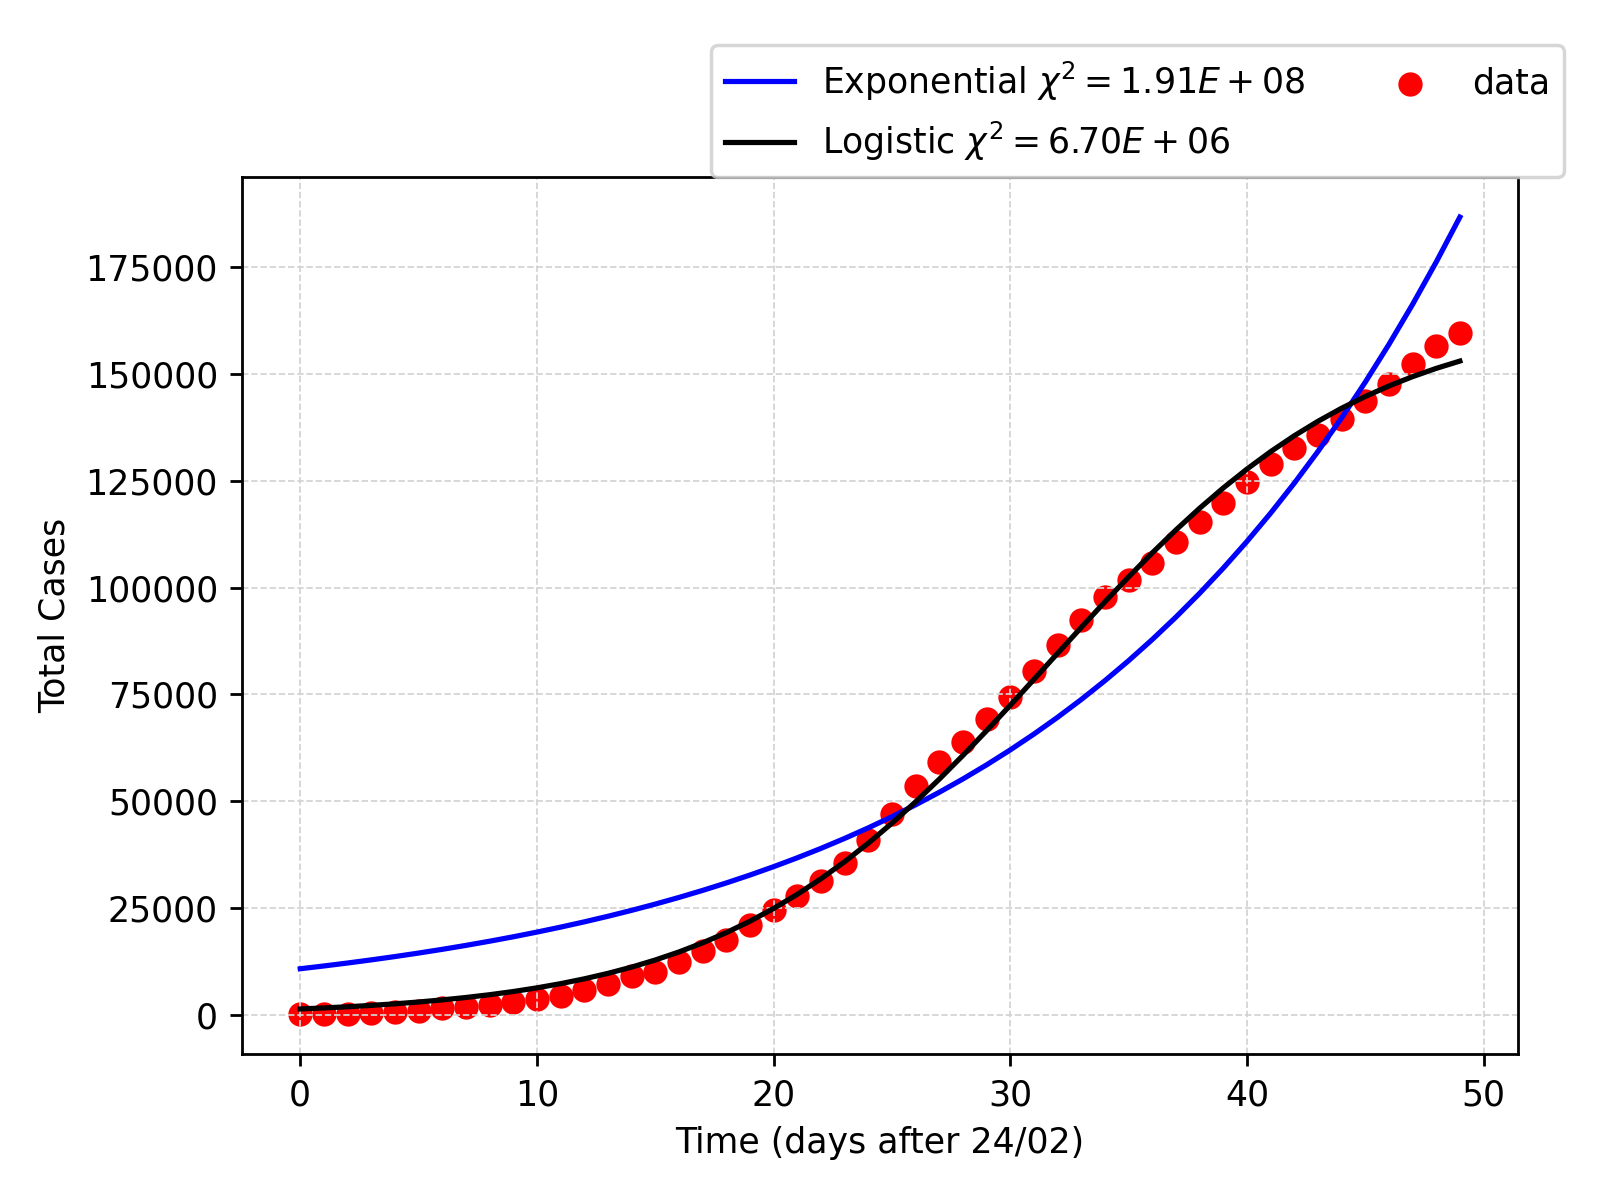 Exponential χ² = 1.91E + 08
Logistic χ² = 6.70E + 06
data
175000
150000
125000
100000
75000
50000
25000
0
Total Cases
0 10 20 30 40 50
Time (days after 24/02)